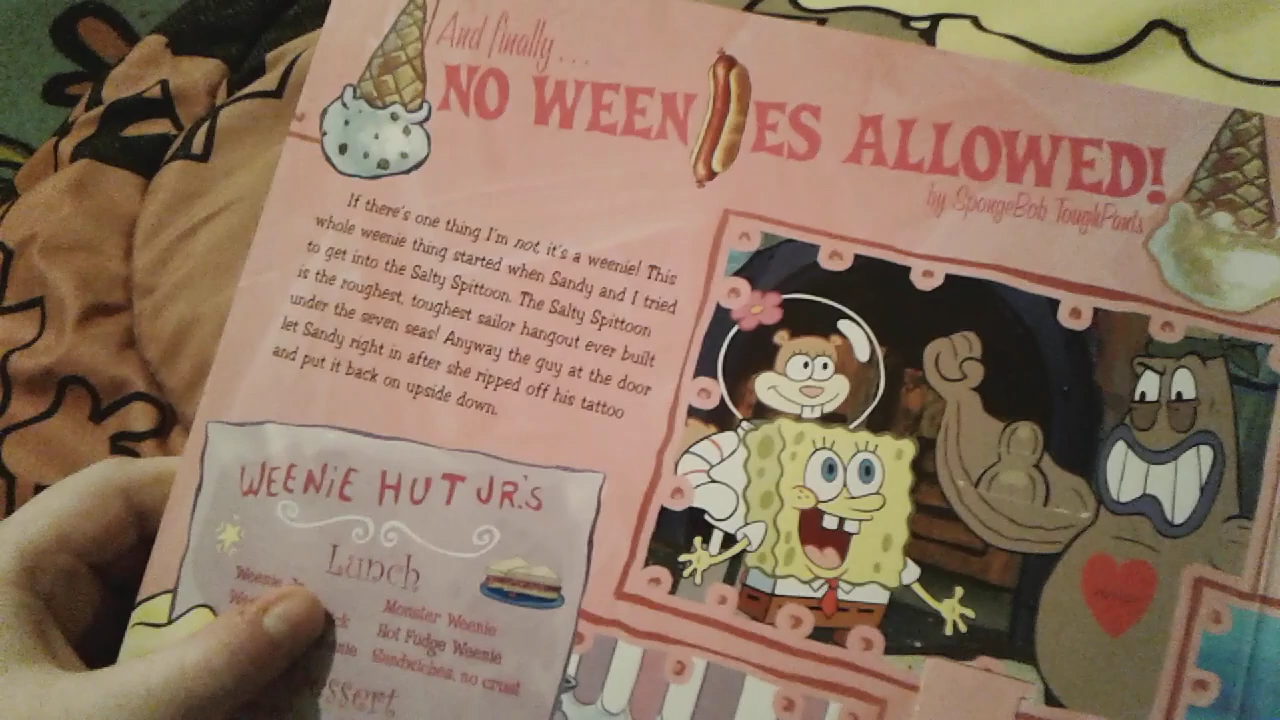 And finally...
NO WEENIES ALLOWED!
by SpongeBob ToughPants
If there's one thing I'm not, it's a weenie! This
whole weenie thing started when Sandy and I tried
to get into the Salty Spittoon. The Salty Spittoon
is the roughest, toughest sailor hangout ever built
under the seven seas! Anyway the guy at the door
let Sandy right in after she ripped off his tattoo
and put it back on upside down.
WEENIE HUT JR.'S
Lunch
Weenie
Monster Weenie
Hot Fudge Weenie
Sandwiches, no crust